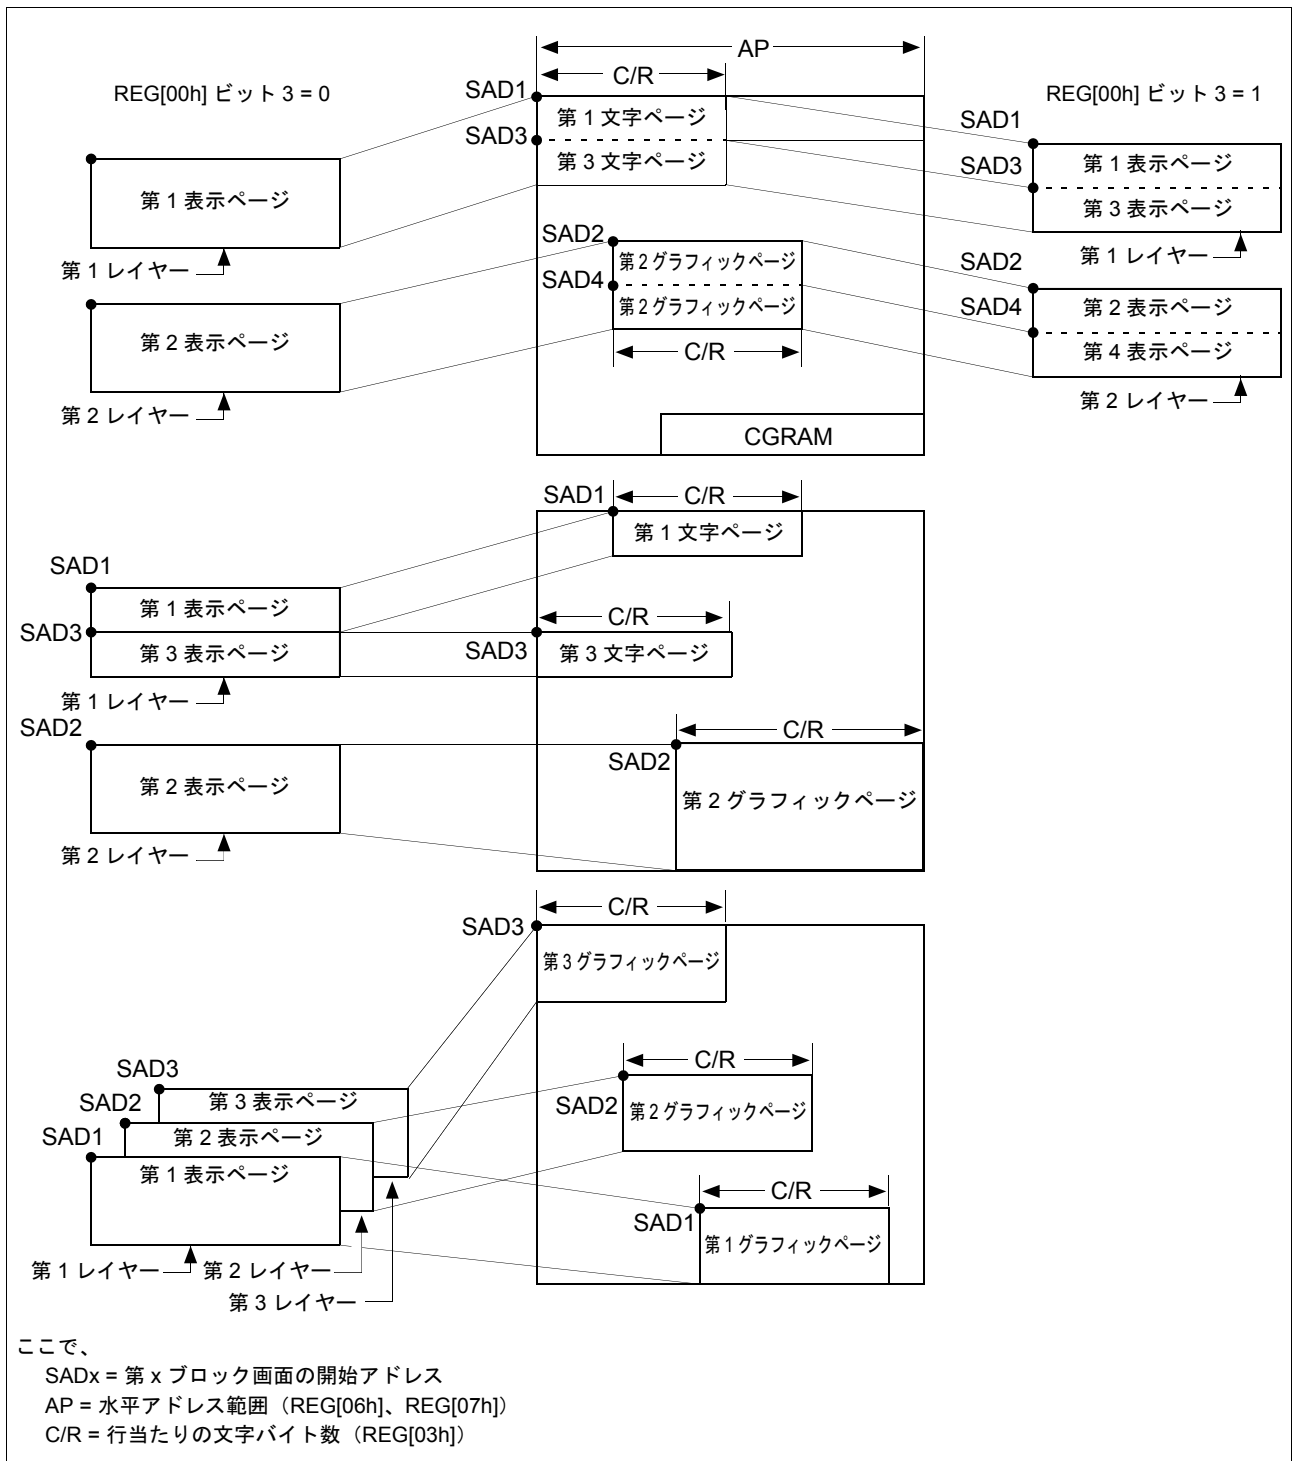 AP
C/R
REG[00h] ビット 3 = 0
SAD1
第 1 文字ページ
SAD3
第 3 文字ページ
第 1 表示ページ
第 1 レイヤー
SAD2
第 2 グラフィックページ
SAD4
第 2 グラフィックページ
C/R
第 2 表示ページ
第 2 レイヤー
CGRAM
REG[00h] ビット 3 = 1
SAD1
第 1 表示ページ
SAD3
第 3 表示ページ
第 1 レイヤー
SAD2
第 2 表示ページ
SAD4
第 4 表示ページ
第 2 レイヤー
SAD1
C/R
第 1 文字ページ
SAD1
第 1 表示ページ
SAD3
第 3 表示ページ
第 1 レイヤー
C/R
SAD3
第 3 文字ページ
SAD2
第 2 表示ページ
第 2 レイヤー
C/R
SAD2
第 2 グラフィックページ
C/R
SAD3
第 3 グラフィックページ
SAD3
第 3 表示ページ
SAD2
第 2 表示ページ
SAD1
第 1 表示ページ
C/R
SAD2
第 2 グラフィックページ
C/R
SAD1
第 1 グラフィックページ
第 1 レイヤー
第 2 レイヤー
第 3 レイヤー
ここで、
SADx = 第 x ブロック画面の開始アドレス
AP = 水平アドレス範囲（REG[06h]、REG[07h]）
C/R = 行当たりの文字バイト数（REG[03h]）